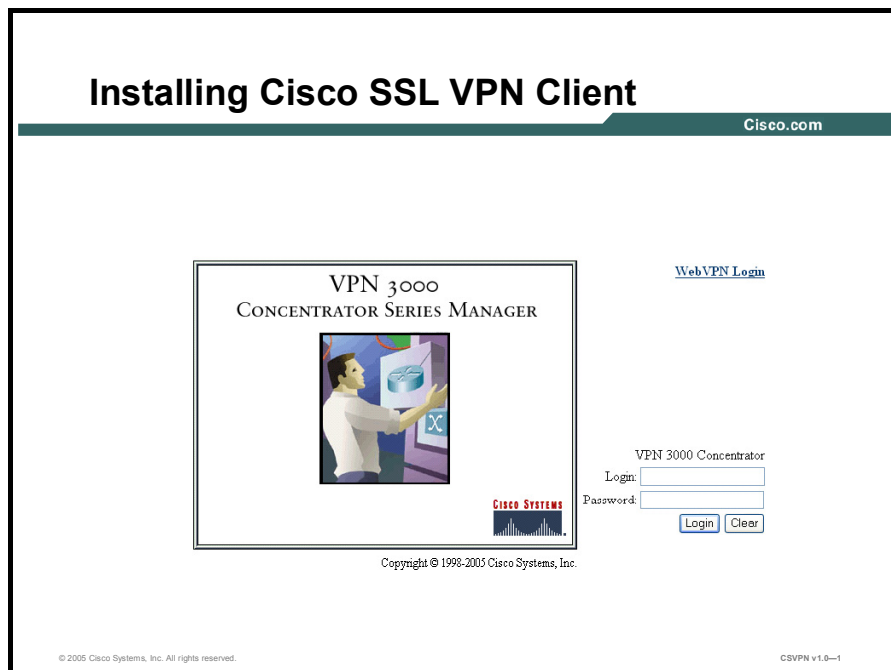 Installing Cisco SSL VPN Client
Cisco.com
WebVPN Login
VPN 3000
Concentrator Series Manager
Cisco Systems
VPN 3000 Concentrator
Login:
Password:
Login Clear
Copyright © 1998-2005 Cisco Systems, Inc.
© 2005 Cisco Systems, Inc. All rights reserved.
CSVPN v1.0—1